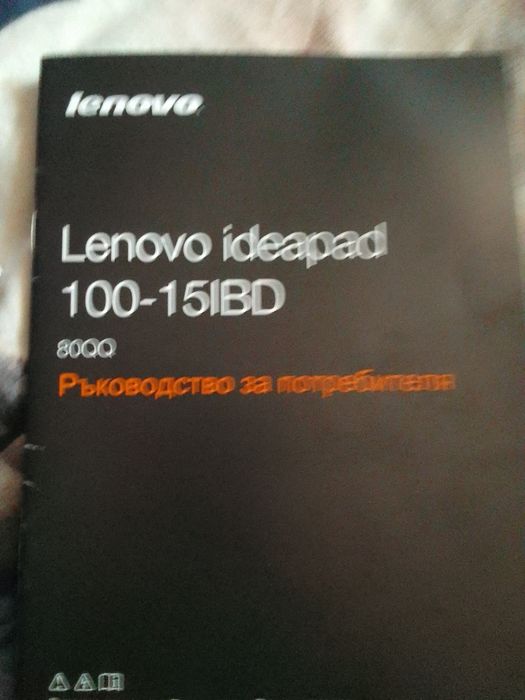 lenovo
Lenovo ideapad
100-15IBD
80QQ
Ръководство за потребителя